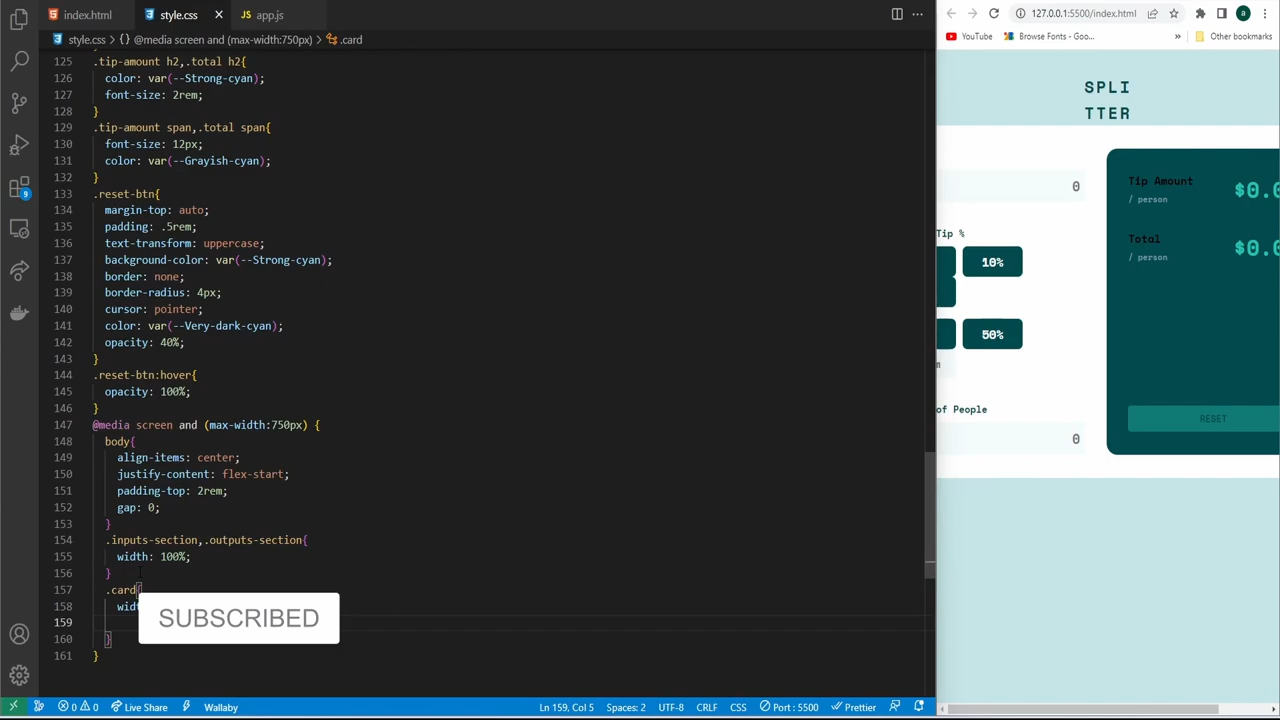 index.html
style.css
app.js
style.css > {} @media screen and (max-width:750px) > .card
125 .tip-amount h2,.total h2{
126 color: var(--Strong-cyan);
127 font-size: 2rem;
128 }
129 .tip-amount span,.total span{
130 font-size: 12px;
131 color: var(--Grayish-cyan);
132 }
133 .reset-btn{
134 margin-top: auto;
135 padding: .5rem;
136 text-transform: uppercase;
137 background-color: var(--Strong-cyan);
138 border: none;
139 border-radius: 4px;
140 cursor: pointer;
141 color: var(--Very-dark-cyan);
142 opacity: 40%;
143 }
144 .reset-btn:hover{
145 opacity: 100%;
146 }
147 @media screen and (max-width:750px) {
148 body{
149 align-items: center;
150 justify-content: flex-start;
151 padding-top: 2rem;
152 gap: 0;
153 }
154 .inputs-section,.outputs-section{
155 width: 100%;
156 }
157 .card{
158
159
160 }
161 }
SUBSCRIBED
9
0 0
Live Share
Wallaby
Ln 159, Col 5
Spaces: 2
UTF-8
CRLF
CSS
Port : 5500
Prettier
127.0.0.1:5500/index.html
a
YouTube
Browse Fonts - Goo...
»
Other bookmarks
SPLI
TTER
0
Tip %
10%
50%
m
of People
0
Tip Amount
/ person
$0.0
Total
/ person
$0.0
RESET